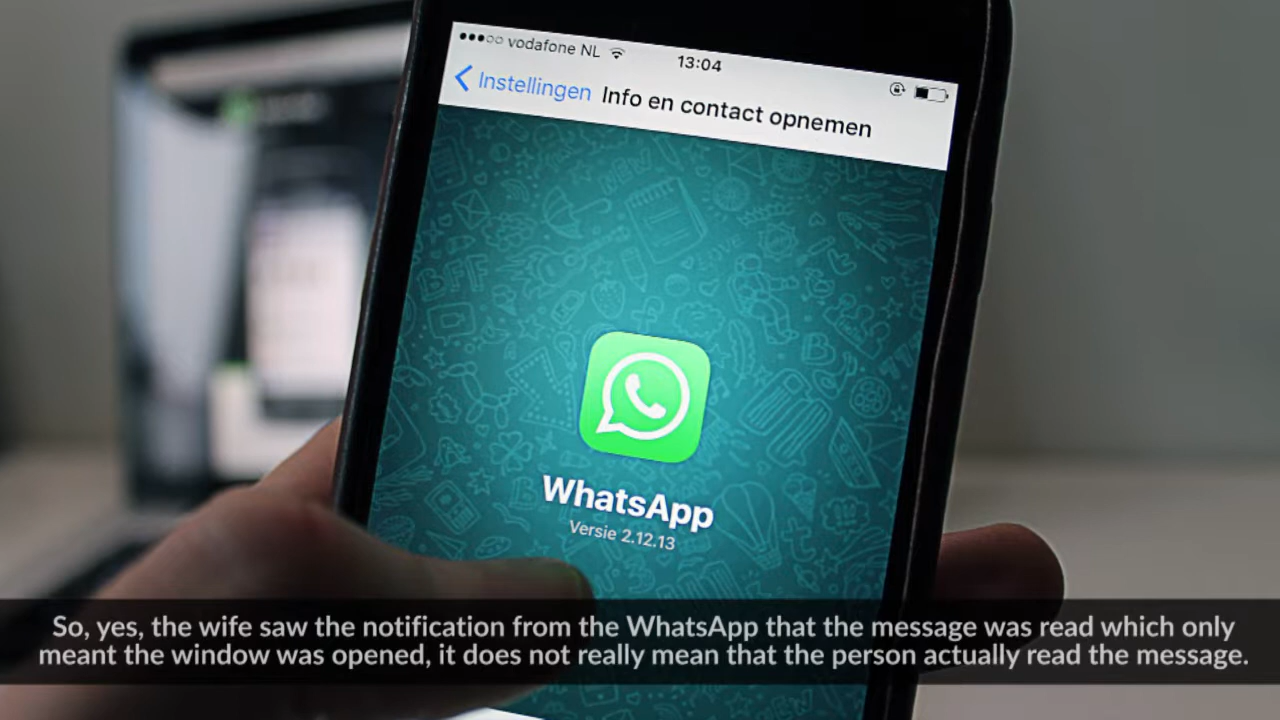 vodafone NL 13:04
Instellingen Info en contact opnemen
NEW
BFF
WhatsApp
Versie 2.12.13
So, yes, the wife saw the notification from the WhatsApp that the message was read which only
meant the window was opened, it does not really mean that the person actually read the message.